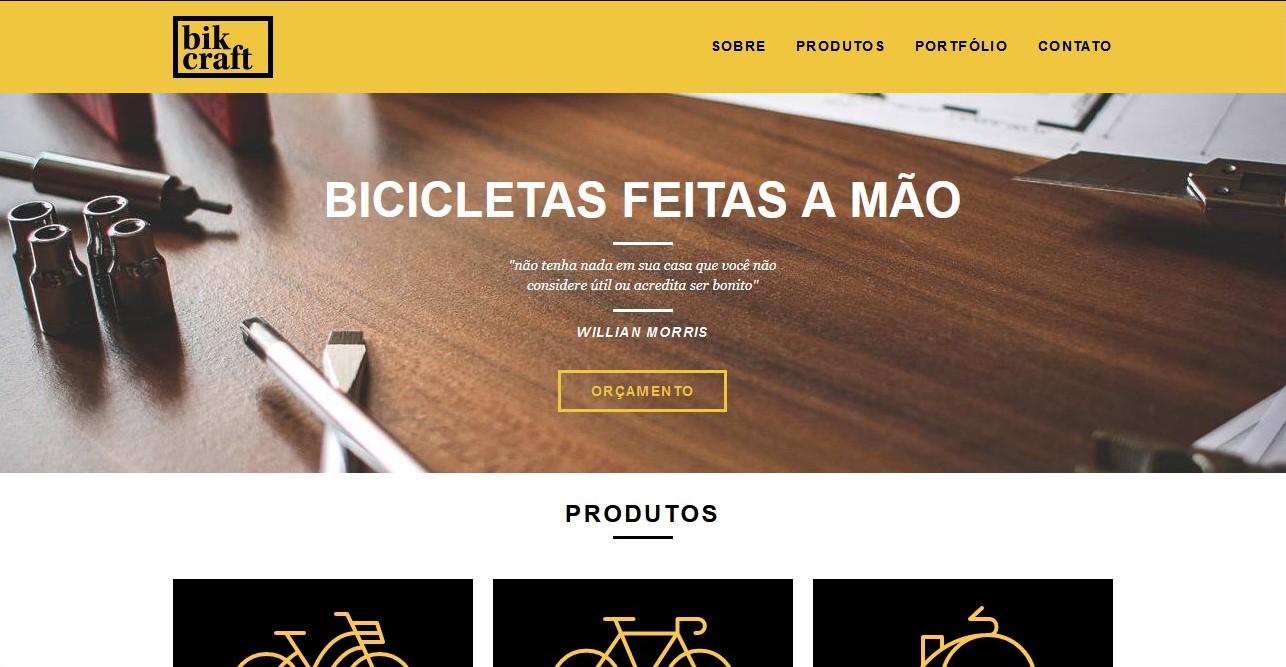 bik
craft
SOBRE PRODUTOS PORTFÓLIO CONTATO
BICICLETAS FEITAS A MÃO
"não tenha nada em sua casa que você não
considere útil ou acredita ser bonito"
WILLIAN MORRIS
ORÇAMENTO
PRODUTOS